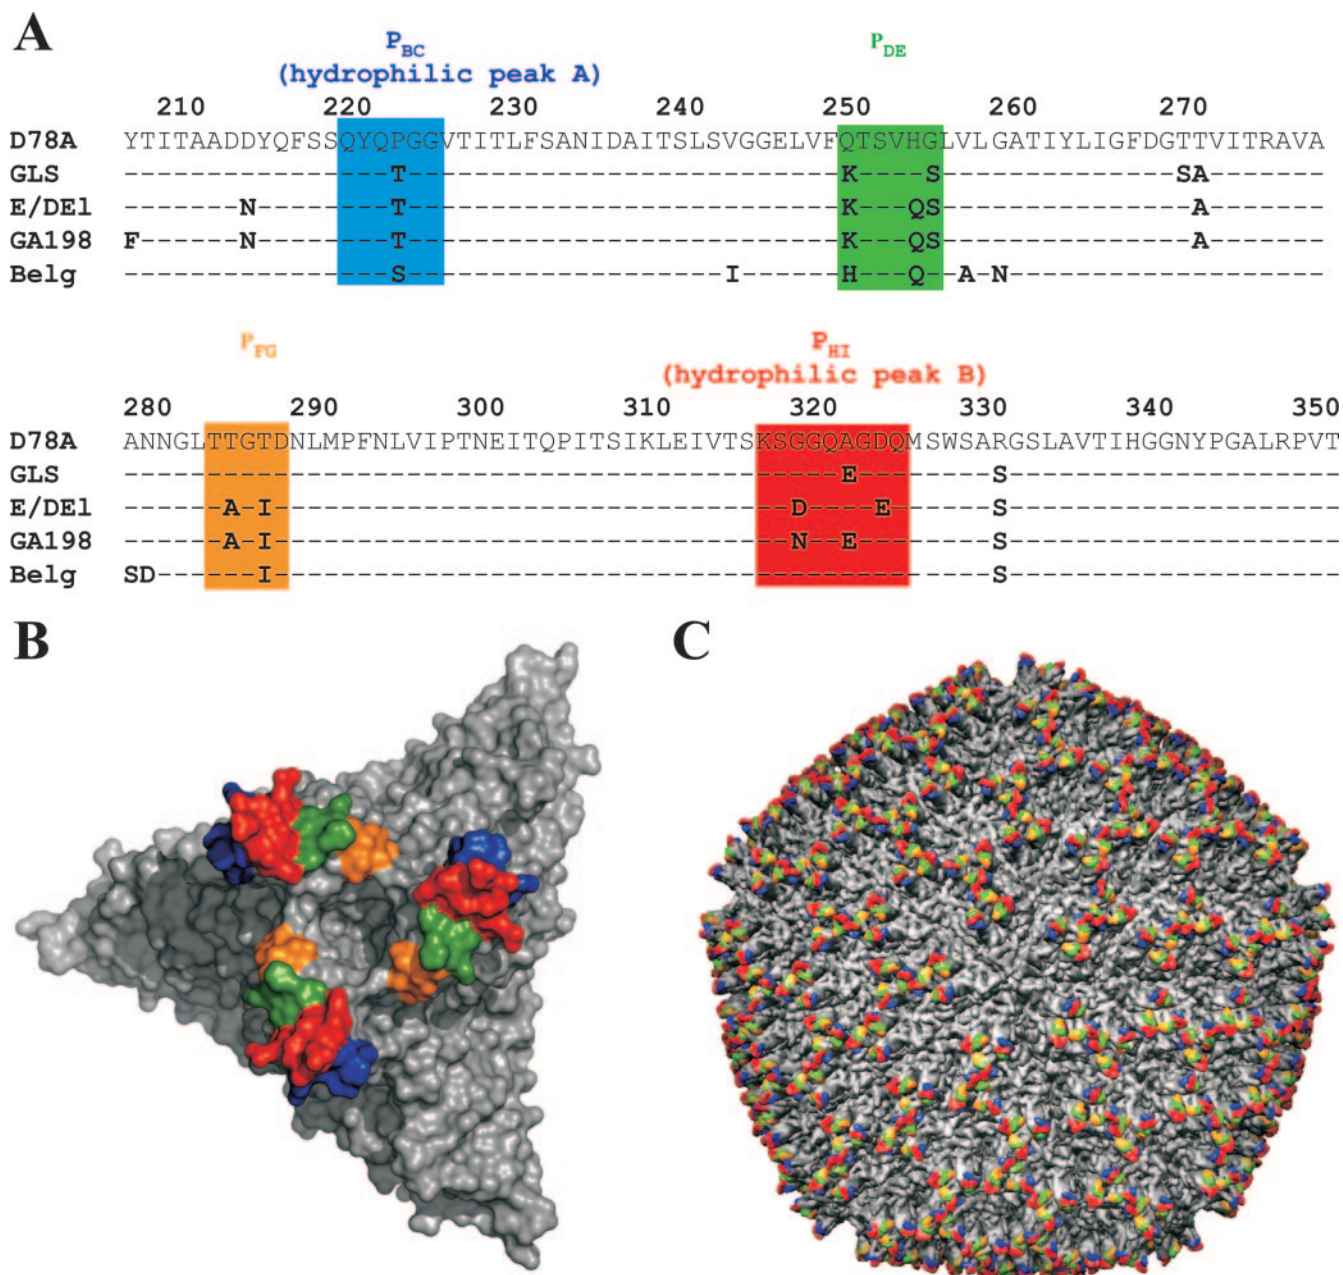 A
P_BC
(hydrophilic peak A)
P_DE
210 220 230 240 250 260 270
D78A YTITAADDYQFSSQYQPGGVTITLFSANIDAITSLSVGGELVFQTSVHGLVLGATIYLIGFDGTTVITRAVA
GLS ----------------T--------------------------K----S--------------SA-------
E/DEl -------N--------T--------------------------K---QS---------------A-------
GA198 F------N--------T--------------------------K---QS---------------A-------
Belg ----------------S-------------------I------H---Q--A-N-------------------
P_FG
P_HI
(hydrophilic peak B)
280 290 300 310 320 330 340 350
D78A ANNGLTTGTDNLMPFNLVIPTNEITQPITSIKLEIVTSKSGGQAGDQMSWSARGSLAVTIHGGNYPGALRPVT
GLS -------------------------------------------E--------S--------------------
E/DEl ------A-I-------------------------------D----E------S--------------------
GA198 ------A-I-------------------------------N--E--------S--------------------
Belg SD------I-------------------------------------------S--------------------
B
C